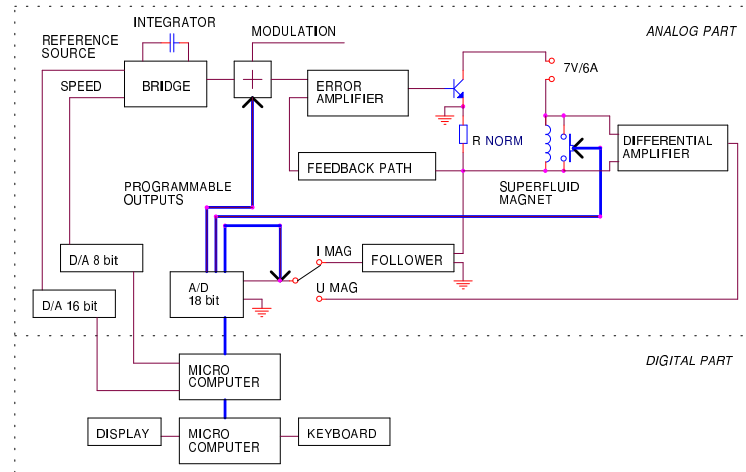 INTEGRATOR
MODULATION
ANALOG PART
REFERENCE
SOURCE
7V/6A
SPEED
BRIDGE
ERROR
AMPLIFIER
R NORM
DIFFERENTIAL
AMPLIFIER
FEEDBACK PATH
PROGRAMMABLE
OUTPUTS
SUPERFLUID
MAGNET
D/A 8 bit
I MAG
FOLLOWER
A/D
18 bit
U MAG
D/A 16 bit
DIGITAL PART
MICRO
COMPUTER
DISPLAY
MICRO
COMPUTER
KEYBOARD